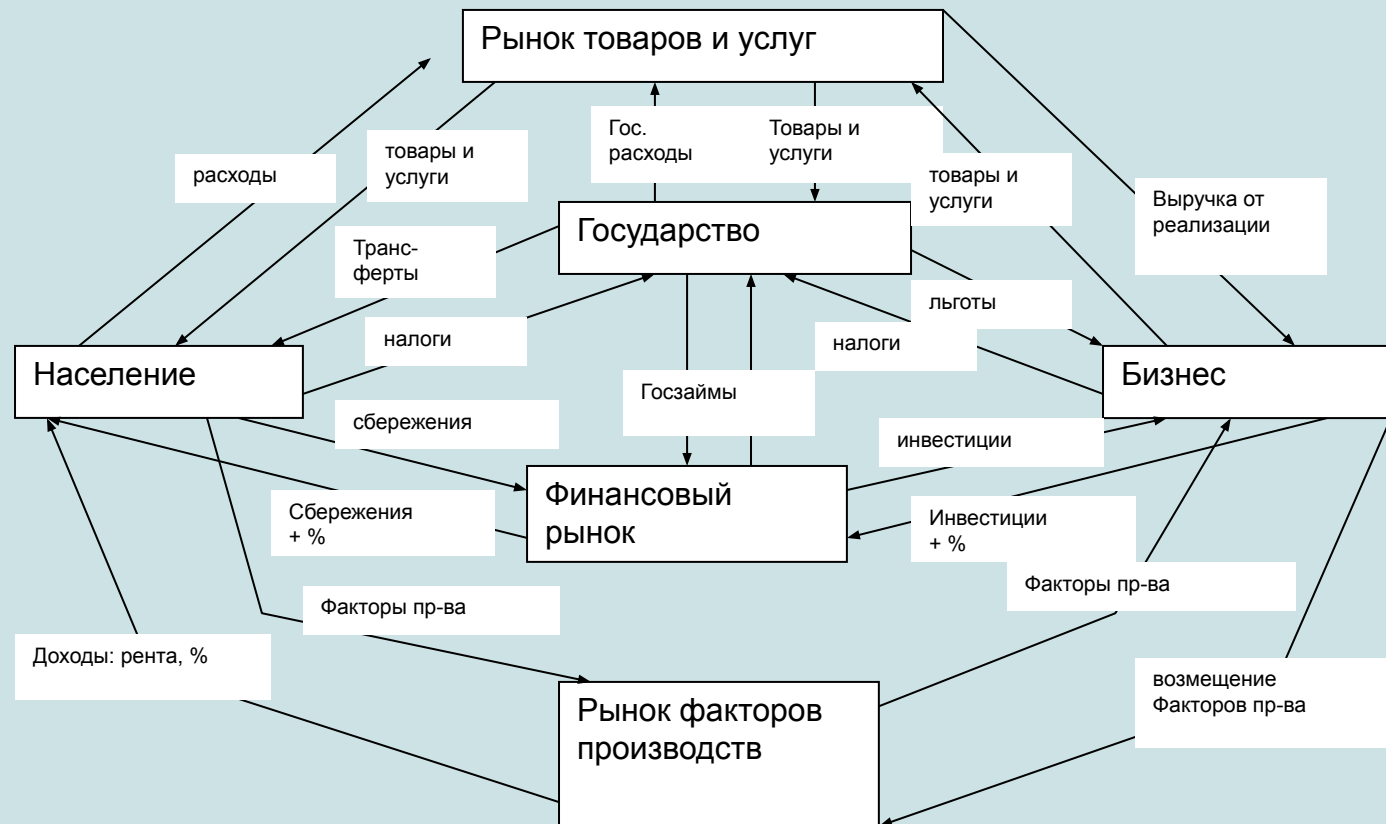 Рынок товаров и услуг
Гос.
расходы
Товары и
услуги
товары и
услуги
расходы
товары и
услуги
Выручка от
реализации
Государство
Транс-
ферты
льготы
налоги
налоги
Население
Бизнес
Госзаймы
сбережения
инвестиции
Финансовый
рынок
Сбережения
+ %
Инвестиции
+ %
Факторы пр-ва
Факторы пр-ва
Доходы: рента, %
возмещение
Факторов пр-ва
Рынок факторов
производств